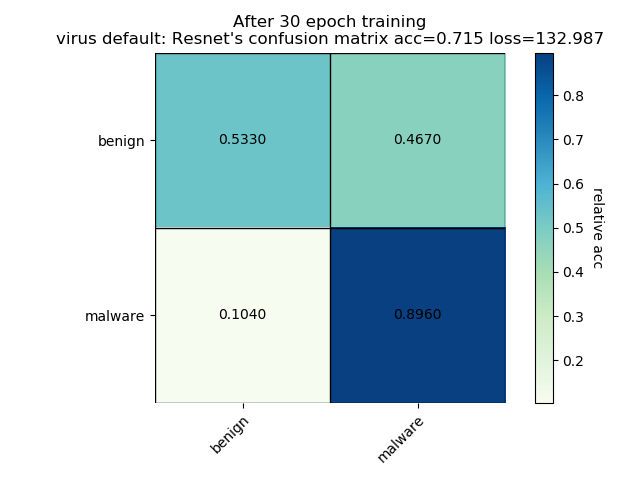 After 30 epoch training
virus default: Resnet's confusion matrix acc=0.715 loss=132.987
benign
0.5330
0.4670
malware
0.1040
0.8960
benign
malware
0.8
0.7
0.6
0.5
0.4
0.3
0.2
relative acc